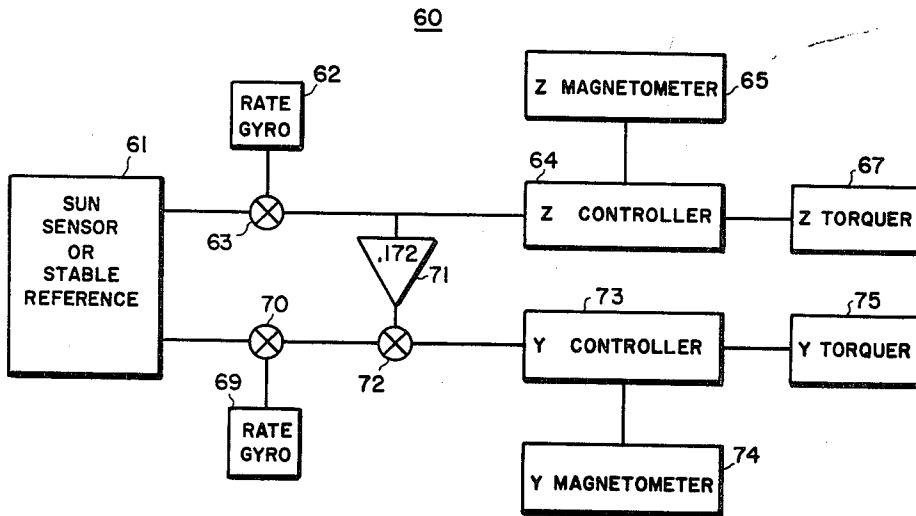 60
62
RATE
GYRO
Z MAGNETOMETER
65
61
SUN
SENSOR
OR
STABLE
REFERENCE
63
64
Z CONTROLLER
67
Z TORQUER
.172
71
70
72
73
Y CONTROLLER
75
Y TORQUER
69
RATE
GYRO
Y MAGNETOMETER
74